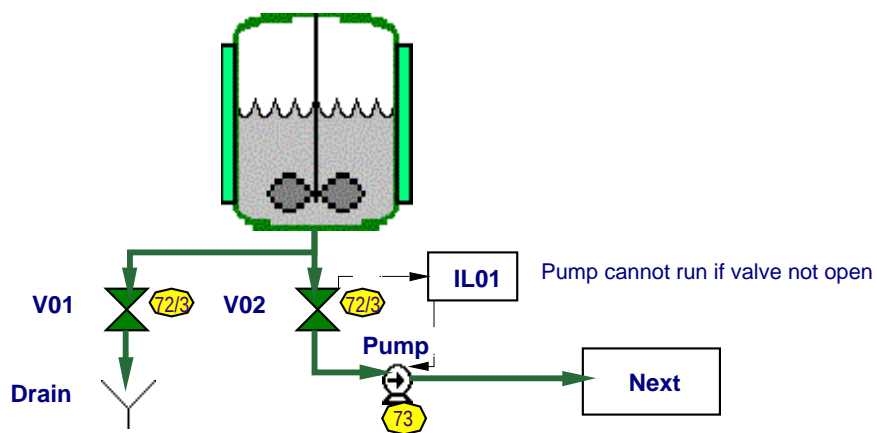 IL01
Pump cannot run if valve not open
V01
72/3
V02
72/3
Pump
Drain
73
Next